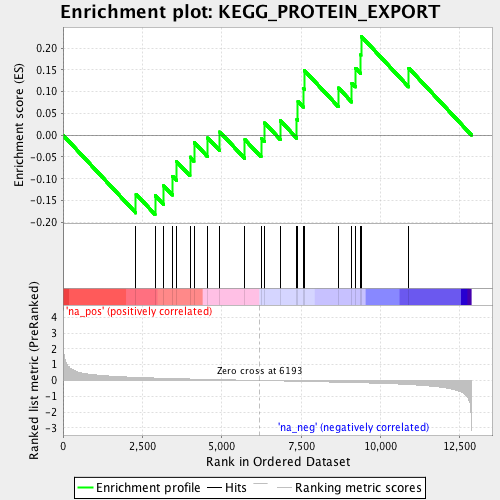 Enrichment plot: KEGG_PROTEIN_EXPORT
Enrichment score (ES)
0.20
0.15
0.10
0.05
0.00
-0.05
-0.10
-0.15
-0.20
'na_pos' (positively correlated)
Ranked list metric (PreRanked)
4
3
2
1
0
-1
-2
-3
Zero cross at 6193
'na_neg' (negatively correlated)
0
2,500
5,000
7,500
10,000
12,500
Rank in Ordered Dataset
Enrichment profile
Hits
Ranking metric scores